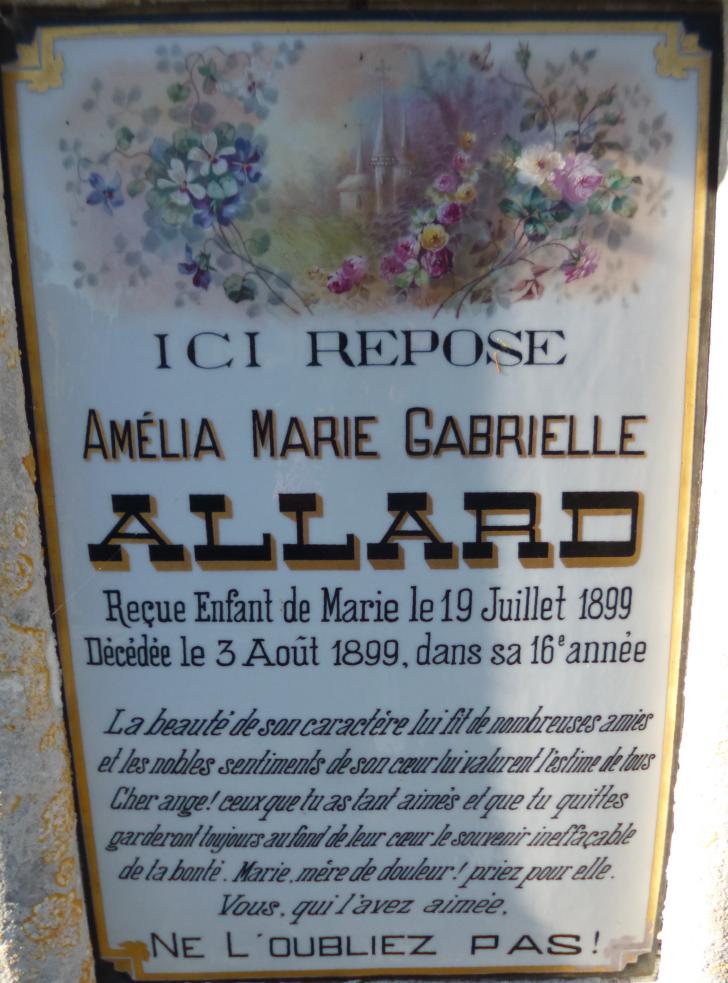 ICI REPOSE
AMÉLIA MARIE GABRIELLE
ALLARD
Reçue Enfant de Marie le 19 Juillet 1899
Décédée le 3 Août 1899, dans sa 16e année
La beauté de son caractére lui fit de nombreuses amies
et les nobles sentiments de son cœur lui valurent l'estime de tous
Cher ange! ceux que tu as tant aimés et que tu quittes
garderont toujours au fond de leur cœur le souvenir ineffaçable
de ta bonté. Marie, mére de douleur! priez pour elle.
Vous, qui l'avez aimée,
NE L'OUBLIEZ PAS!